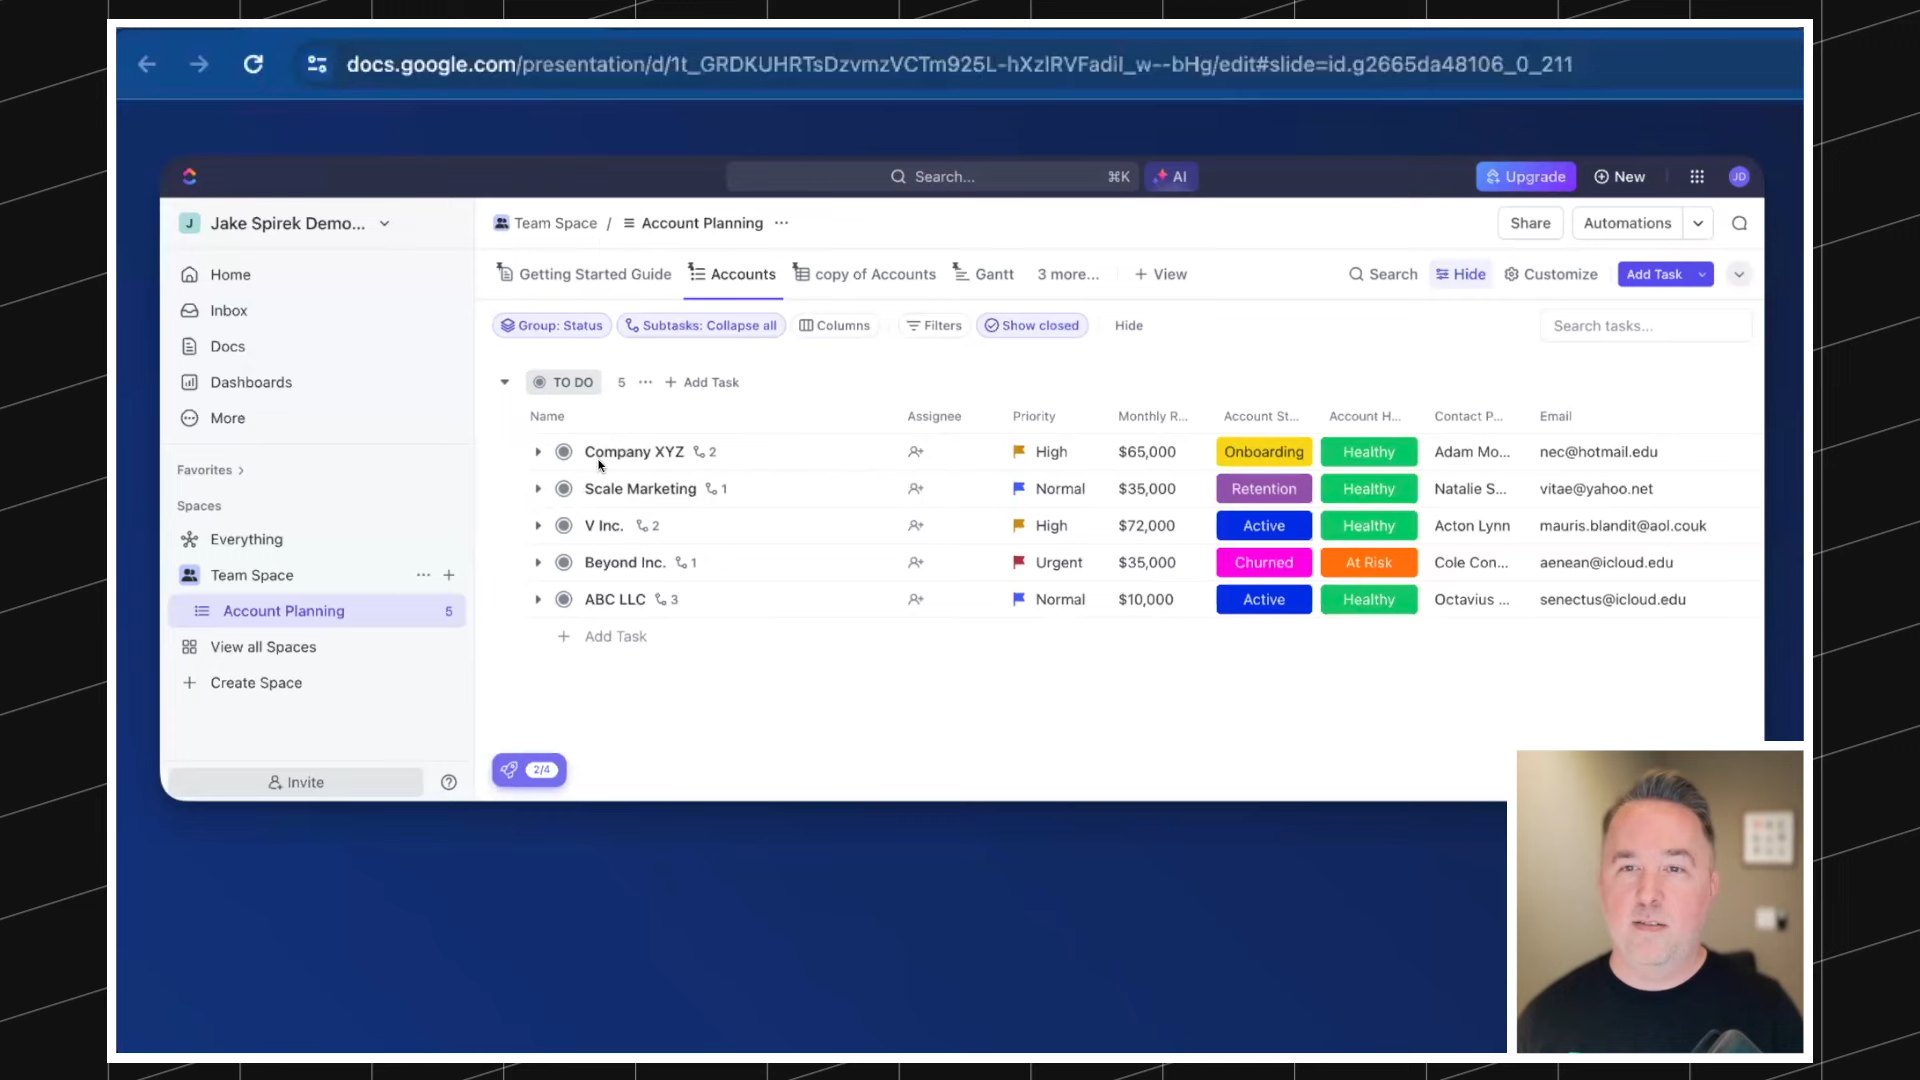 docs.google.com/presentation/d/1t_GRDKUHRTsDzvmzVCTm925L-hXzIRVFadiI_w--bHg/edit#slide=id.g2665da48106_0_211
Search... ⌘K AI Upgrade New JD
J Jake Spirek Demo... Team Space / Account Planning ... Share Automations
Home
Inbox
Docs
Dashboards
More
Favorites >
Spaces
Everything
Team Space ... +
Account Planning 5
View all Spaces
+ Create Space
Invite
Getting Started Guide Accounts copy of Accounts Gantt 3 more... + View Search Hide Customize Add Task
Group: Status Subtasks: Collapse all Columns Filters Show closed Hide Search tasks...
TO DO 5 ... + Add Task
Name Assignee Priority Monthly R... Account St... Account H... Contact P... Email
Company XYZ 2 High $65,000 Onboarding Healthy Adam Mo... nec@hotmail.edu
Scale Marketing 1 Normal $35,000 Retention Healthy Natalie S... vitae@yahoo.net
V Inc. 2 High $72,000 Active Healthy Acton Lynn mauris.blandit@aol.couk
Beyond Inc. 1 Urgent $35,000 Churned At Risk Cole Con... aenean@icloud.edu
ABC LLC 3 Normal $10,000 Active Healthy Octavius ... senectus@icloud.edu
+ Add Task
2/4